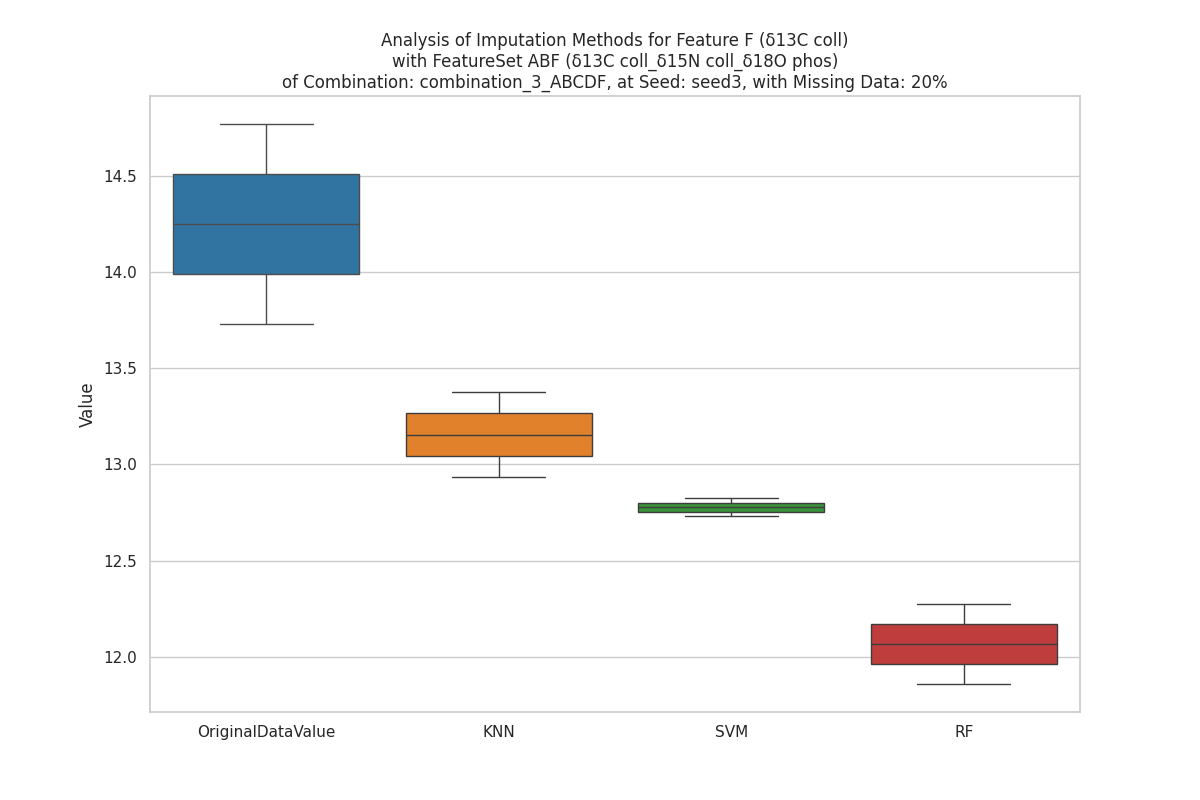 Analysis of Imputation Methods for Feature F (δ13C coll)
with FeatureSet ABF (δ13C coll_δ15N coll_δ18O phos)
of Combination: combination_3_ABCDF, at Seed: seed3, with Missing Data: 20%
14.5
14.0
13.5
13.0
12.5
12.0
Value
OriginalDataValue
KNN
SVM
RF